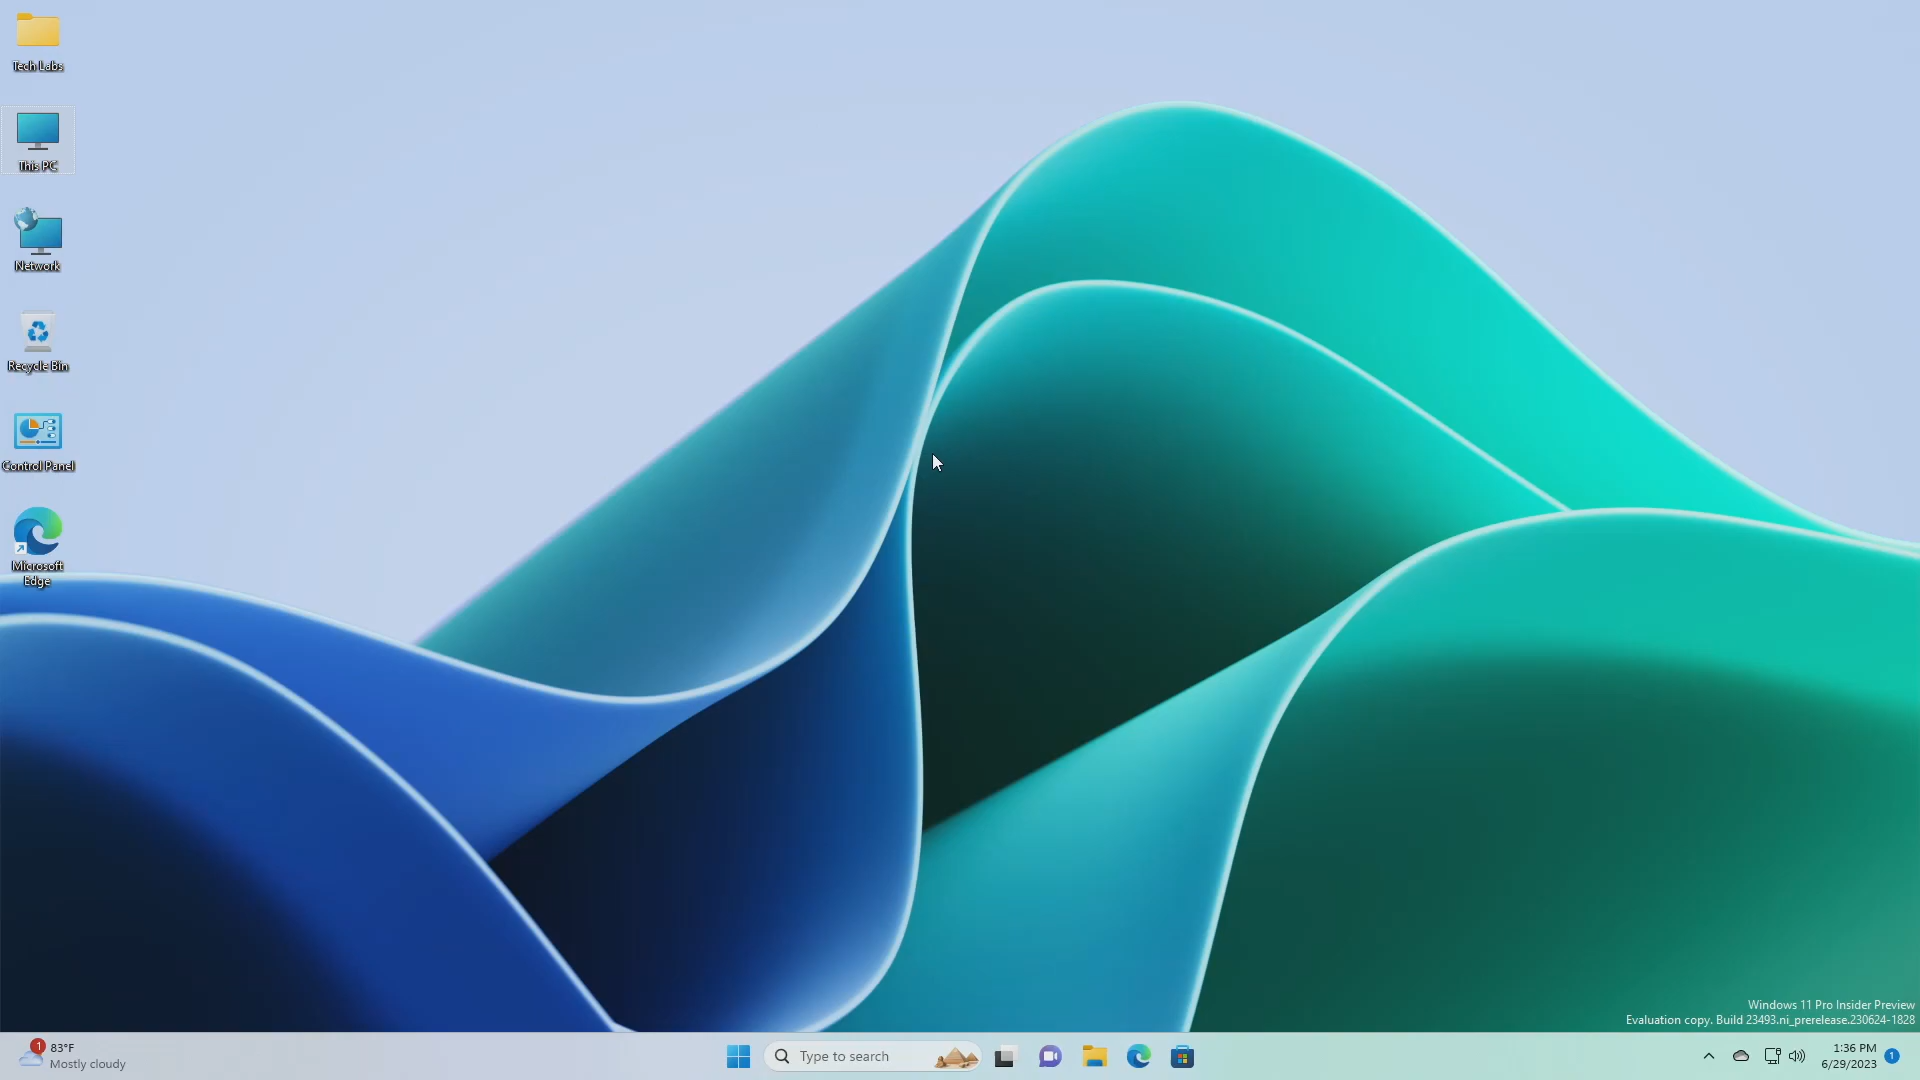 Tech Labs
This PC
Network
Recycle Bin
Control Panel
Microsoft
Edge
Windows 11 Pro Insider Preview
Evaluation copy. Build 23493.ni_prerelease.230624-1828
1
83°F
Mostly cloudy
Type to search
1:36 PM
6/29/2023
1